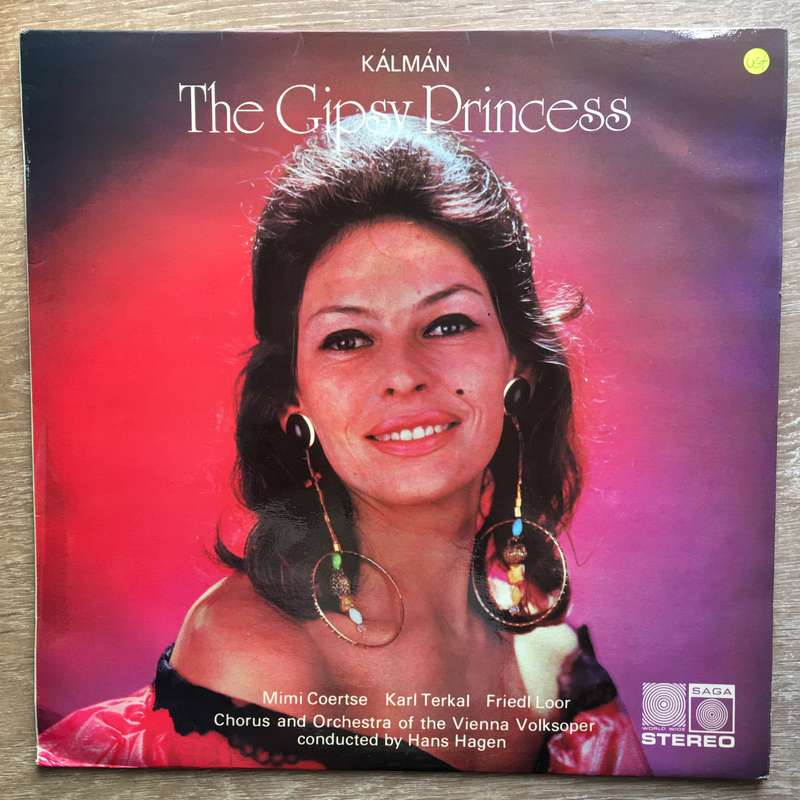 KÁLMÁN
UST
The Gipsy Princess
Mimi Coertse Karl Terkal Friedl Loor
Chorus and Orchestra of the Vienna Volksoper
conducted by Hans Hagen
SAGA
WORLD WIDE
STEREO